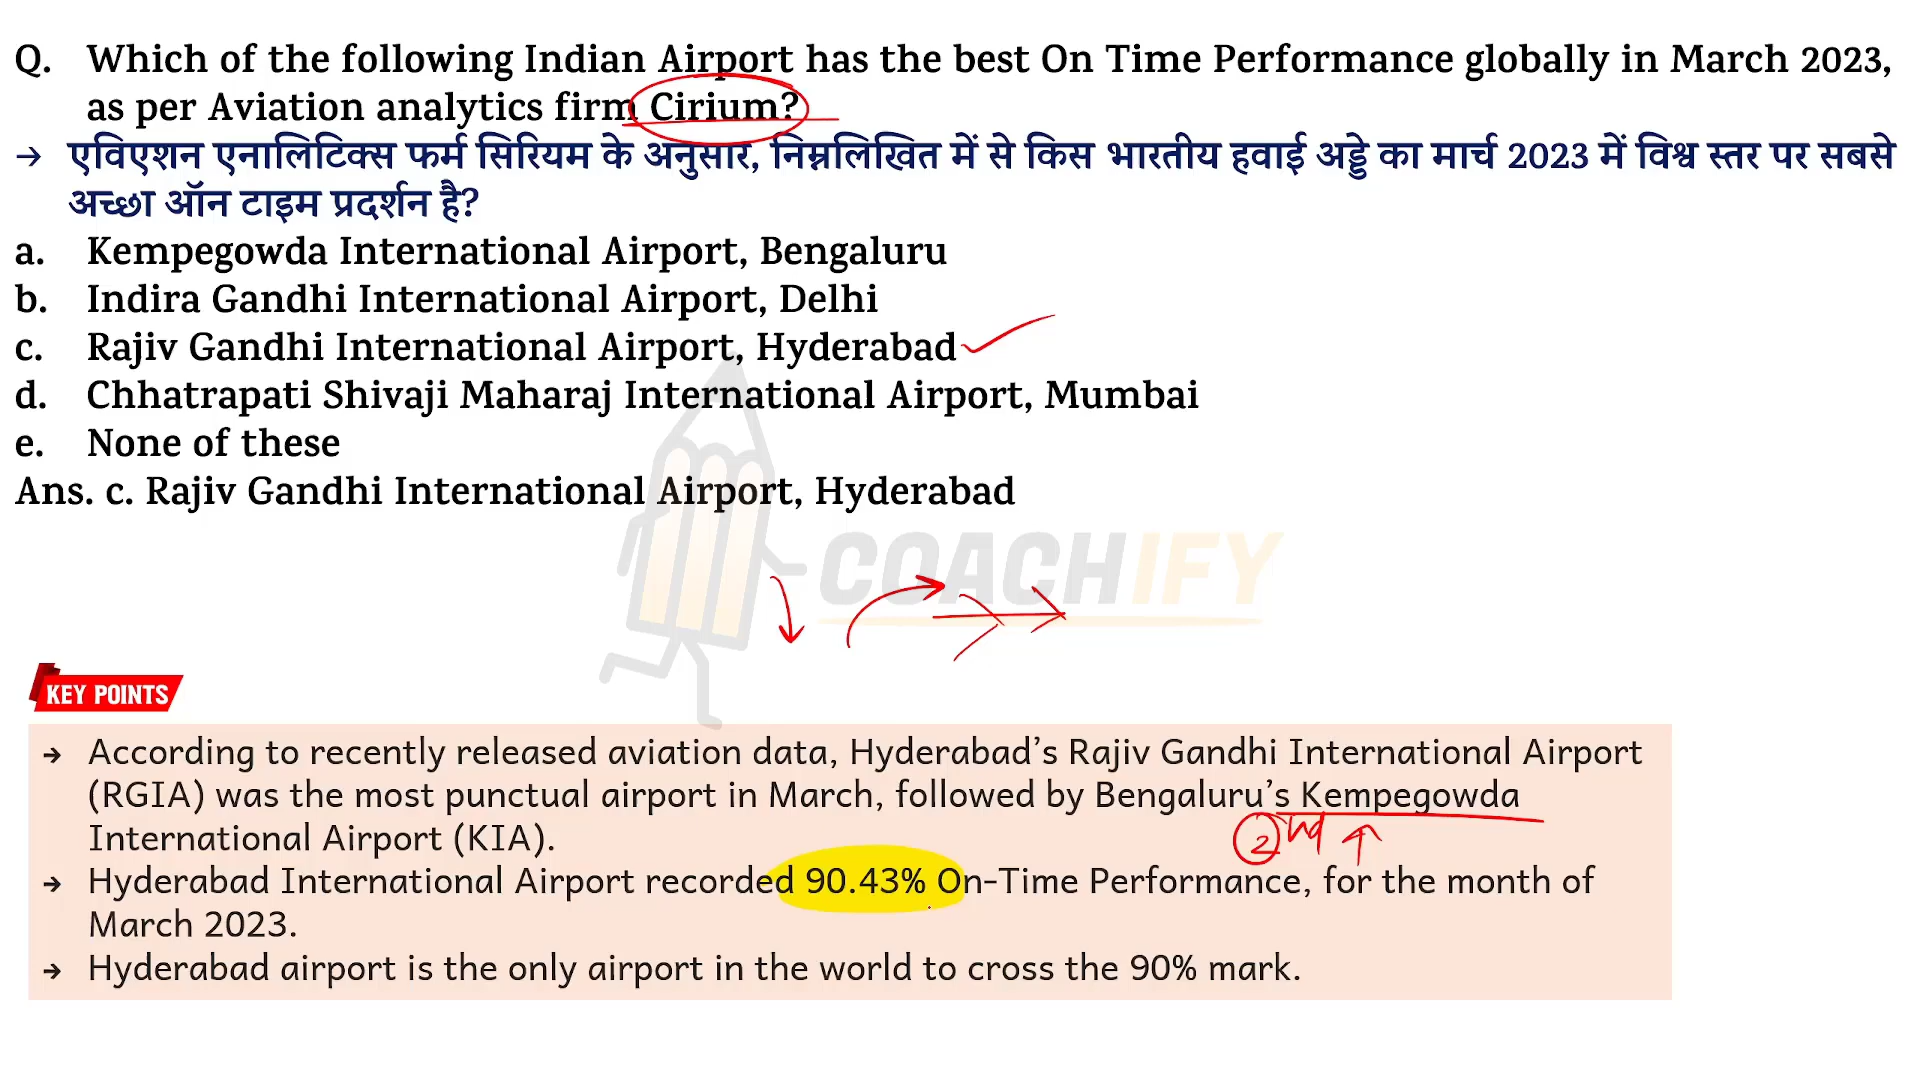 Q. Which of the following Indian Airport has the best On Time Performance globally in March 2023,
as per Aviation analytics firm Cirium?
→ एविएशन एनालिटिक्स फर्म सिरियम के अनुसार, निम्नलिखित में से किस भारतीय हवाई अड्डे का मार्च 2023 में विश्व स्तर पर सबसे
अच्छा ऑन टाइम प्रदर्शन है?
a. Kempegowda International Airport, Bengaluru
b. Indira Gandhi International Airport, Delhi
c. Rajiv Gandhi International Airport, Hyderabad
d. Chhatrapati Shivaji Maharaj International Airport, Mumbai
e. None of these
Ans. c. Rajiv Gandhi International Airport, Hyderabad
COACHIFY
KEY POINTS
→ According to recently released aviation data, Hyderabad’s Rajiv Gandhi International Airport
(RGIA) was the most punctual airport in March, followed by Bengaluru’s Kempegowda
International Airport (KIA).
2nd
→ Hyderabad International Airport recorded 90.43% On-Time Performance, for the month of
March 2023.
→ Hyderabad airport is the only airport in the world to cross the 90% mark.